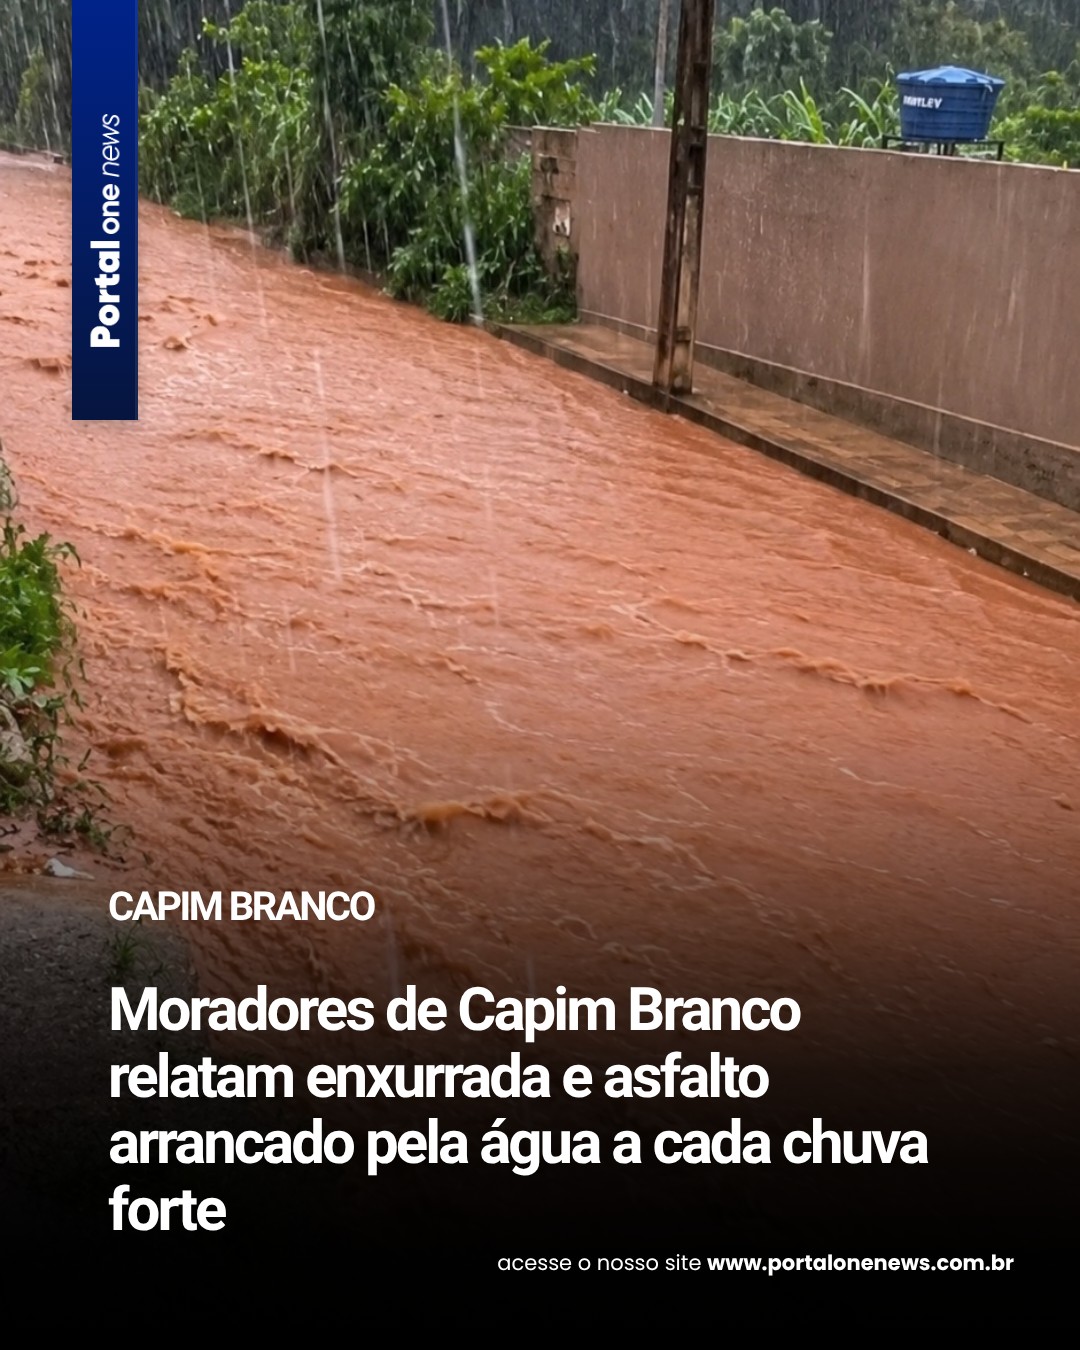 Portal one news
CAPIM BRANCO
Moradores de Capim Branco
relatam enxurrada e asfalto
arrancado pela água a cada chuva
forte
acesse o nosso site www.portalonenews.com.br